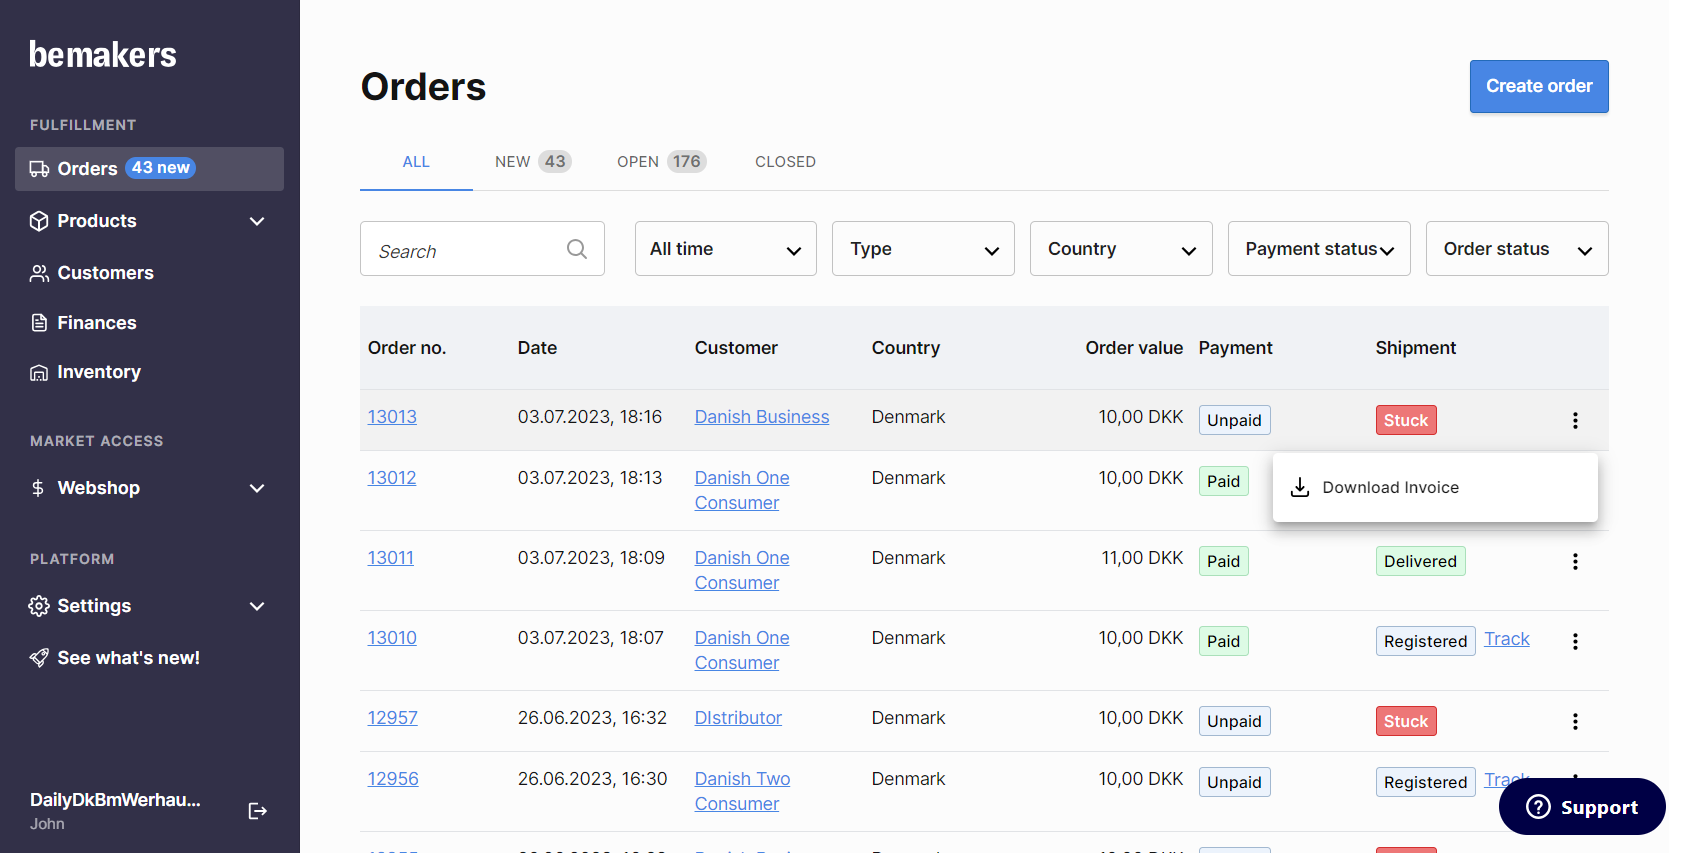 bemakers
FULFILLMENT
Orders 43 new
Products
Customers
Finances
Inventory
MARKET ACCESS
Webshop
PLATFORM
Settings
See what's new!
DailyDkBmWerhau...
John
Orders
Create order
ALL NEW 43 OPEN 176 CLOSED
Search All time Type Country Payment status Order status
Order no. Date Customer Country Order value Payment Shipment
13013 03.07.2023, 18:16 Danish Business Denmark 10,00 DKK Unpaid Stuck
13012 03.07.2023, 18:13 Danish One Denmark 10,00 DKK Paid
Consumer
Download Invoice
13011 03.07.2023, 18:09 Danish One Denmark 11,00 DKK Paid Delivered
Consumer
13010 03.07.2023, 18:07 Danish One Denmark 10,00 DKK Paid Registered Track
Consumer
12957 26.06.2023, 16:32 DIstributor Denmark 10,00 DKK Unpaid Stuck
12956 26.06.2023, 16:30 Danish Two Denmark 10,00 DKK Unpaid Registered Track
Consumer
Support